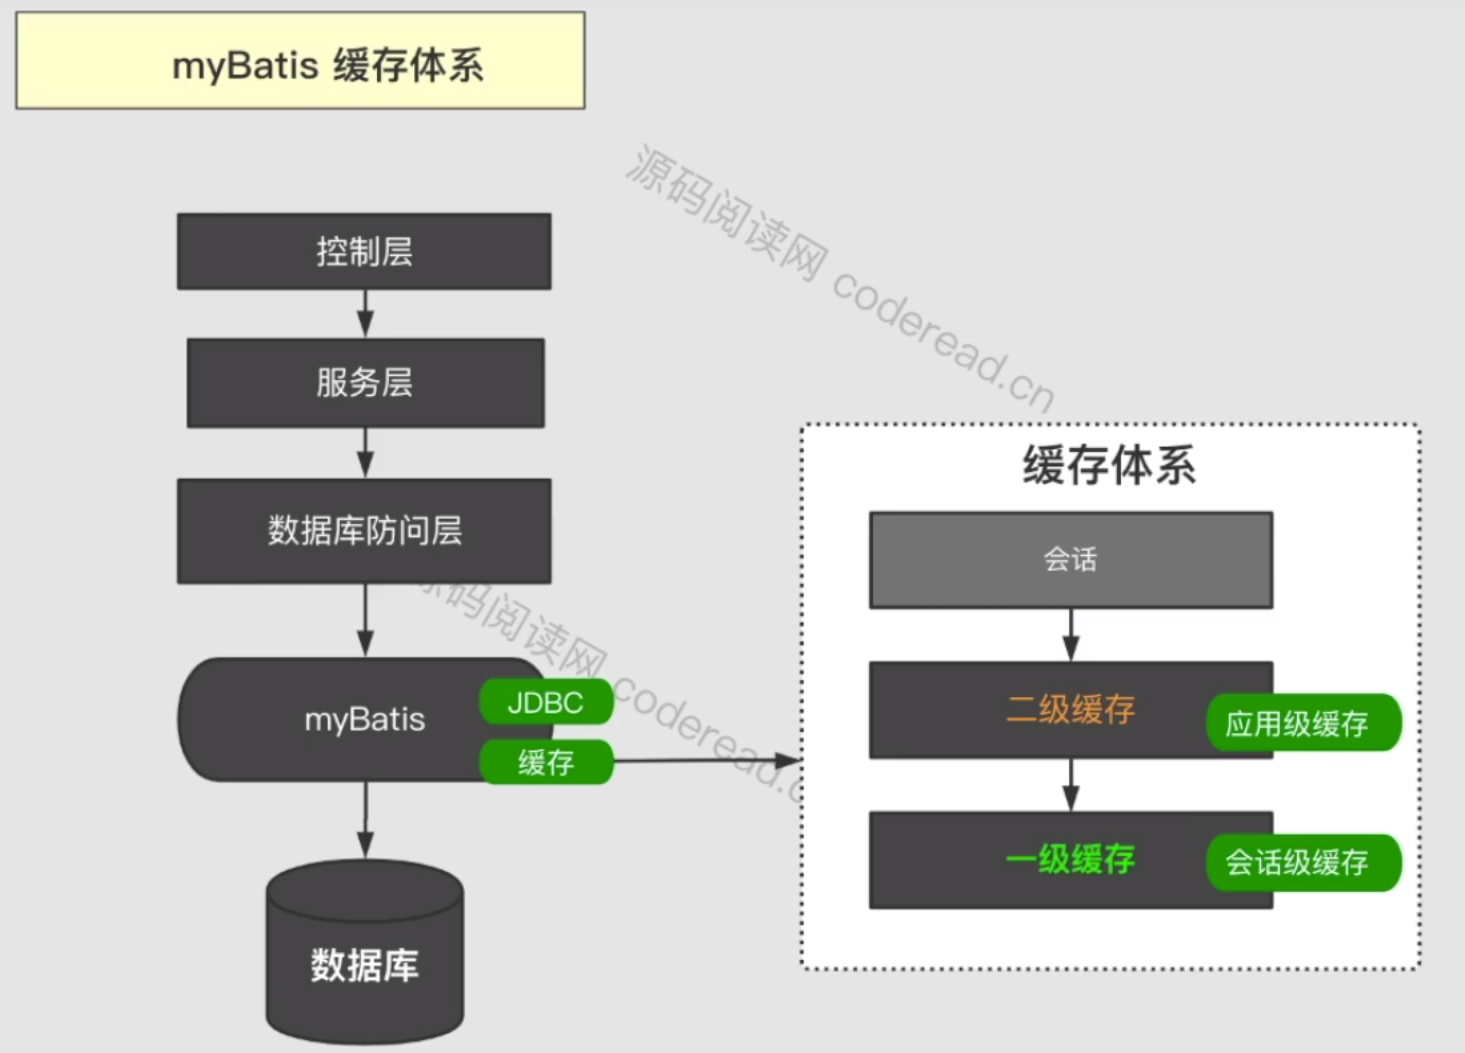 myBatis 缓存体系
源码阅读网 coderead.cn
控制层
服务层
数据库防问层
源码阅读网 coderead.c
myBatis
JDBC
缓存
数据库
缓存体系
会话
二级缓存
应用级缓存
一级缓存
会话级缓存